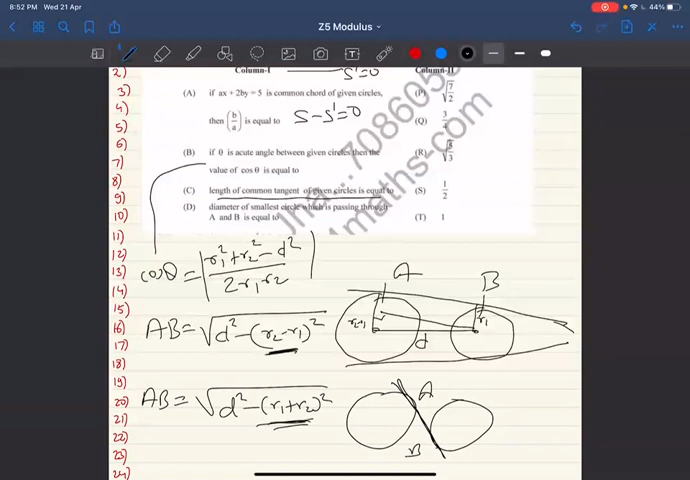 8:52 PM Wed 21 Apr
44%
Z5 Modulus
2)
Column-I
S'=0
Column-II
3)
(A) if ax + 2by = 5 is common chord of given circles,
(P) √(7/2)
4)
5)
then (b/a) is equal to S - S' = 0
(Q) 3/4
6)
7)
(B) if θ is acute angle between given circles then the
(R)
8)
value of cos θ is equal to
9)
(C) length of common tangent of given circles is equal to
(S) 1/2
10)
(D) diameter of smallest circle which is passing through
A and B is equal to
(T) 1
11)
12)
13)
cosθ = |(r₁² + r₂² - d²)/(2r₁r₂)|
14)
A
B
15)
16)
AB = √(d² - (r₂-r₁)²)
r₂-r₁
r₁
17)
d
18)
19)
20)
AB = √(d² - (r₁+r₂)²)
A
21)
22)
B
23)
24)
Jha...7086053
4maths-com